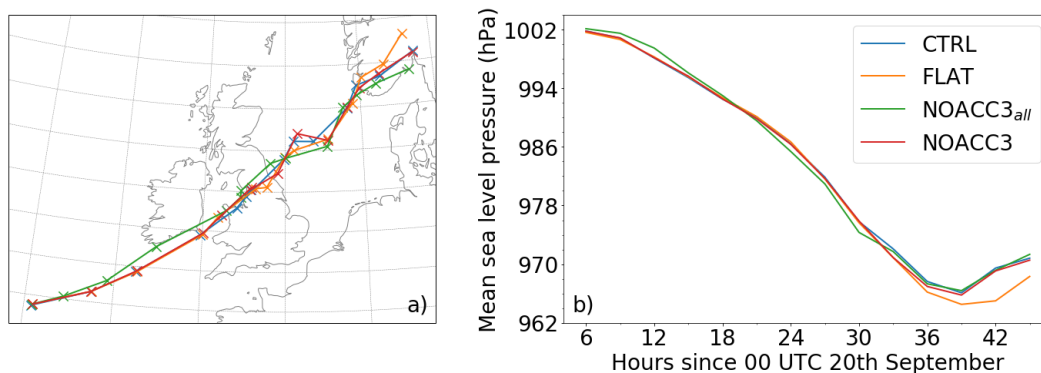 a)
Mean sea level pressure (hPa)
1002
994
986
978
970
962
CTRL
FLAT
NOACC3all
NOACC3
b)
6 12 18 24 30 36 42
Hours since 00 UTC 20th September